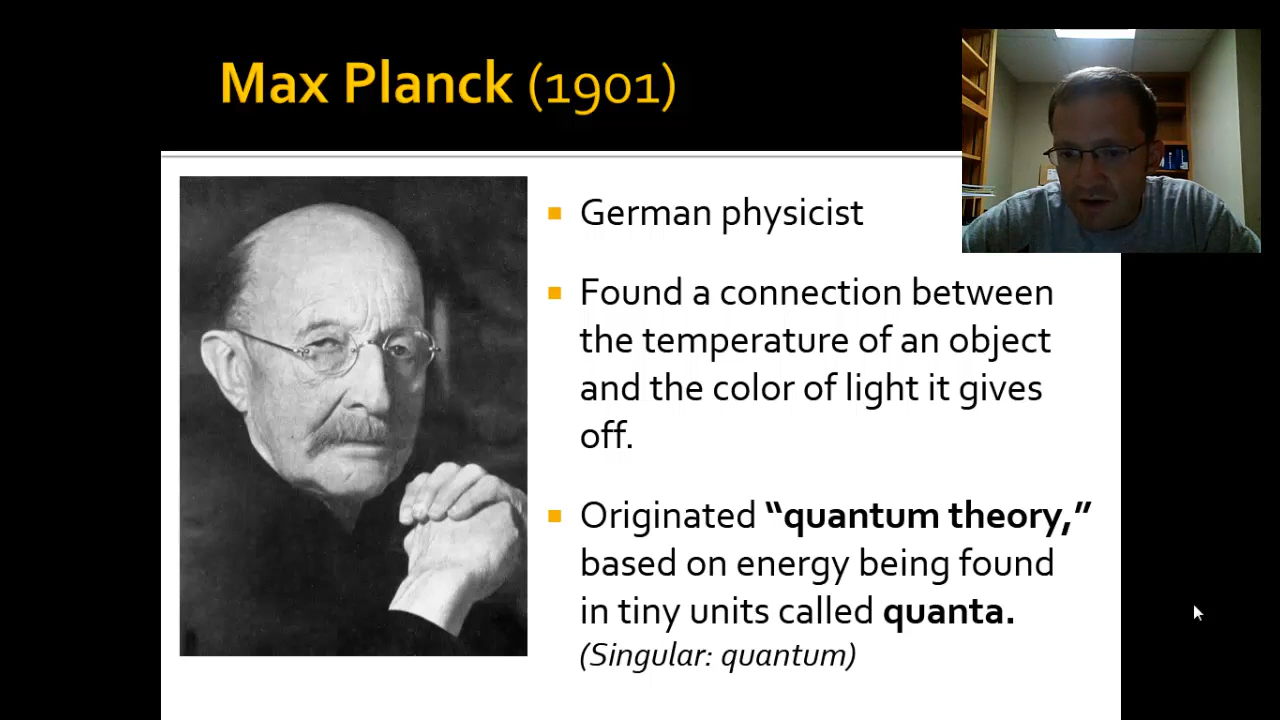 Max Planck (1901)
German physicist
Found a connection between
the temperature of an object
and the color of light it gives
off.
Originated “quantum theory,”
based on energy being found
in tiny units called quanta.
(Singular: quantum)